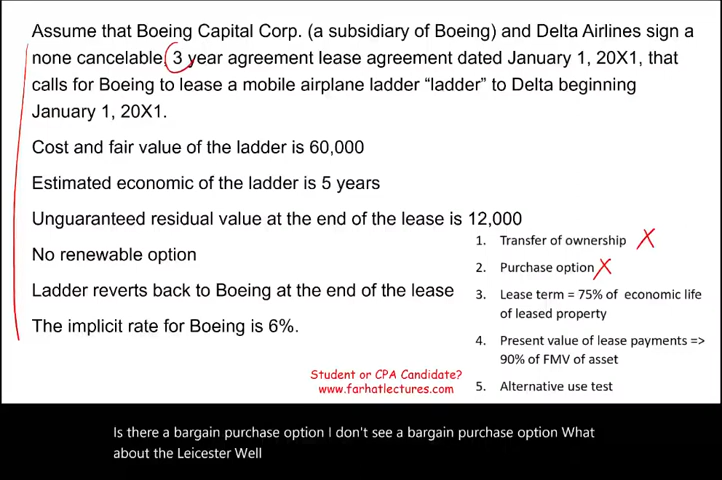 Assume that Boeing Capital Corp. (a subsidiary of Boeing) and Delta Airlines sign a
none cancelable 3 year agreement lease agreement dated January 1, 20X1, that
calls for Boeing to lease a mobile airplane ladder “ladder” to Delta beginning
January 1, 20X1.
Cost and fair value of the ladder is 60,000
Estimated economic of the ladder is 5 years
Unguaranteed residual value at the end of the lease is 12,000
No renewable option
Ladder reverts back to Boeing at the end of the lease
The implicit rate for Boeing is 6%.
1. Transfer of ownership X
2. Purchase option X
3. Lease term = 75% of economic life
of leased property
4. Present value of lease payments =>
90% of FMV of asset
5. Alternative use test
Student or CPA Candidate?
www.farhatlectures.com
Is there a bargain purchase option I don't see a bargain purchase option What
about the Leicester Well